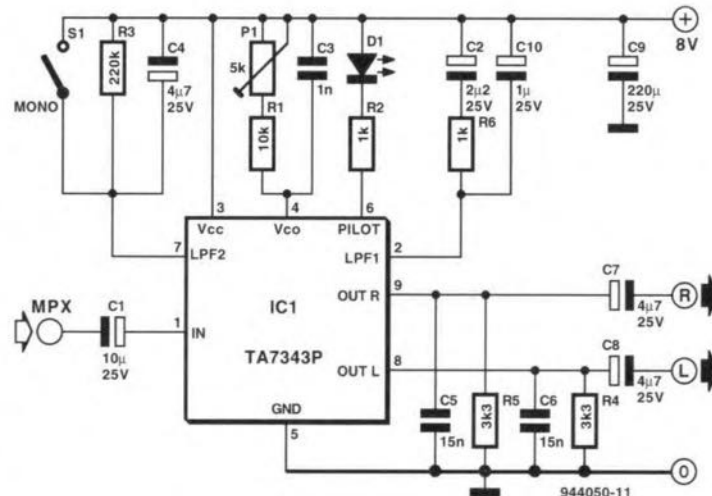 S1
MONO
R3
220k
C4
4µ7
25V
P1
5k
R1
10k
C3
1n
D1
R2
1k
C2
2µ2
25V
C10
1µ
25V
R6
1k
C9
220µ
25V
+
8V
3
Vcc
4
Vco
6
PILOT
7
LPF2
2
LPF1
MPX
C1
10µ
25V
1
IN
IC1
TA7343P
9
OUT R
8
OUT L
GND
5
C7
4µ7
25V
R
C8
4µ7
25V
L
C5
15n
R5
3k3
C6
15n
R4
3k3
0
944050-11